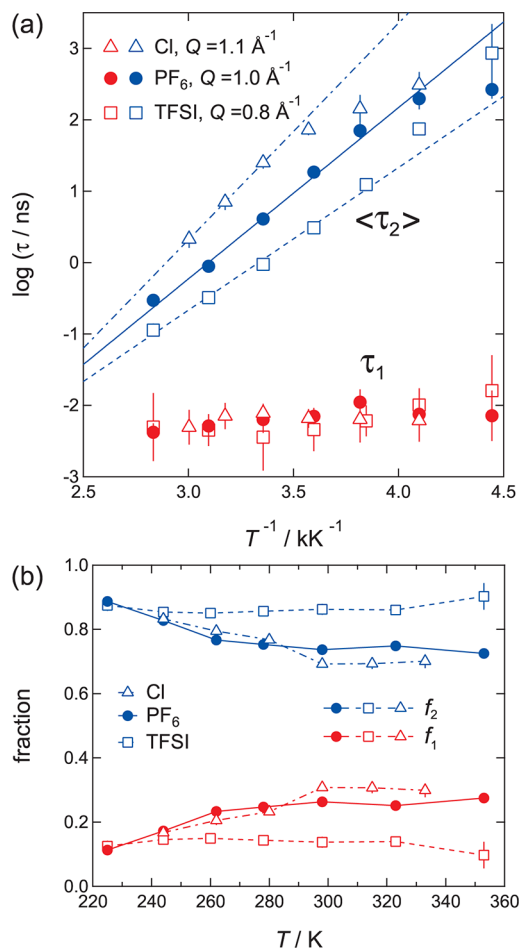 (a)
Cl, Q =1.1 Å⁻¹
PF₆, Q =1.0 Å⁻¹
TFSI, Q =0.8 Å⁻¹
4
3
2
1
0
-1
-2
-3
log (τ / ns)
<τ₂>
τ₁
2.5 3.0 3.5 4.0 4.5
T⁻¹ / kK⁻¹
(b)
1.0
0.8
0.6
0.4
0.2
0.0
fraction
Cl
PF₆
TFSI
f₂
f₁
220 240 260 280 300 320 340 360
T / K